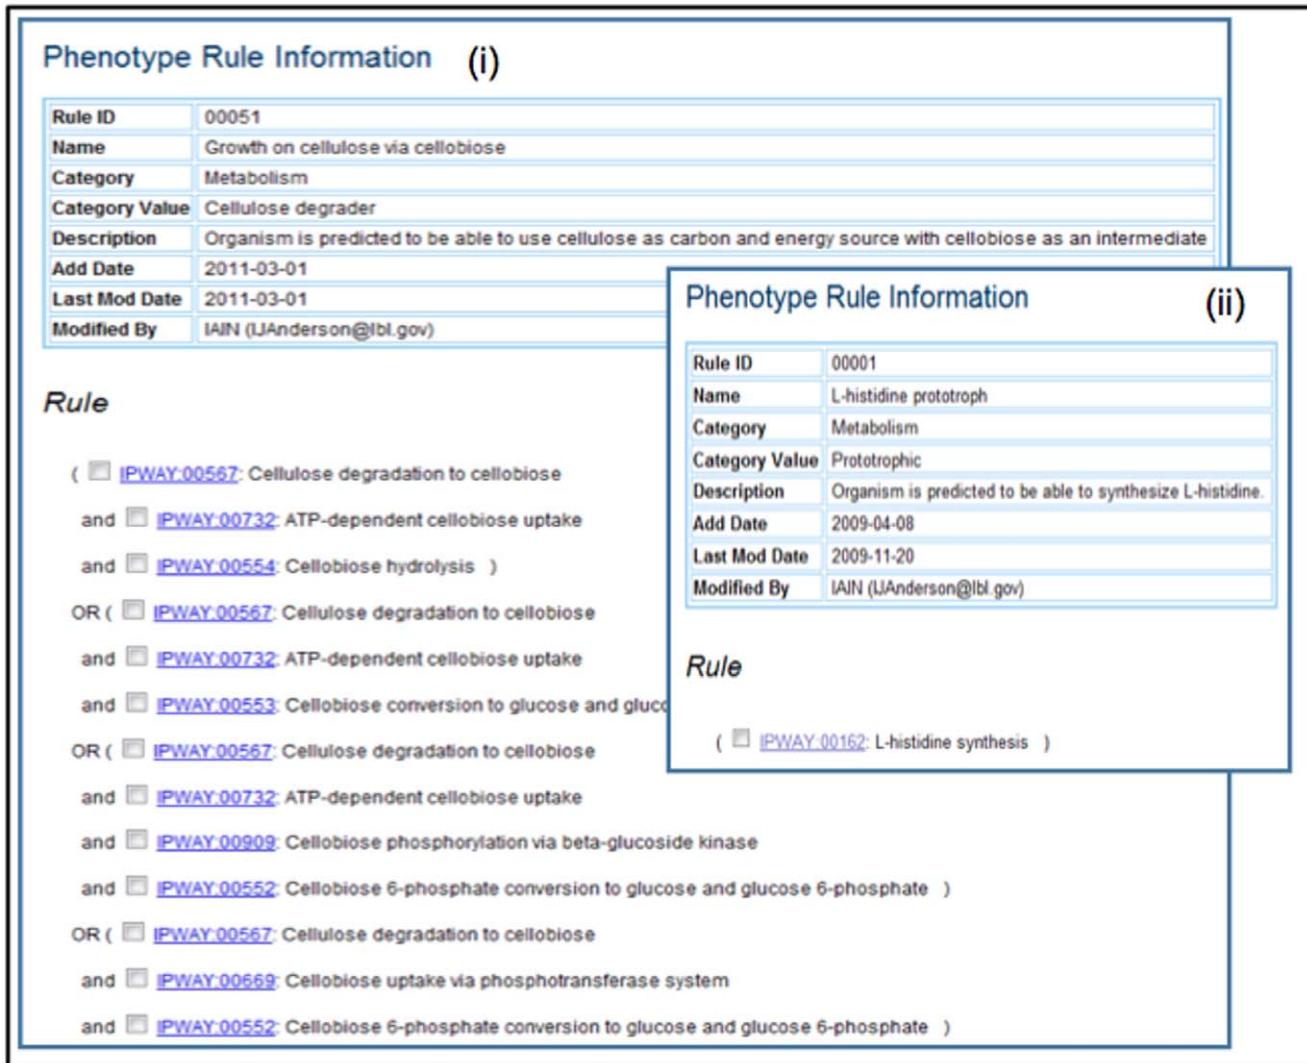 Phenotype Rule Information (i)
Rule ID 00051
Name Growth on cellulose via cellobiose
Category Metabolism
Category Value Cellulose degrader
Description Organism is predicted to be able to use cellulose as carbon and energy source with cellobiose as an intermediate
Add Date 2011-03-01
Last Mod Date 2011-03-01
Modified By IAIN (IJAnderson@lbl.gov)
Rule
( IPWAY:00567: Cellulose degradation to cellobiose
and IPWAY:00732: ATP-dependent cellobiose uptake
and IPWAY:00554: Cellobiose hydrolysis )
OR ( IPWAY:00567: Cellulose degradation to cellobiose
and IPWAY:00732: ATP-dependent cellobiose uptake
and IPWAY:00553: Cellobiose conversion to glucose and
OR ( IPWAY:00567: Cellulose degradation to cellobiose
and IPWAY:00732: ATP-dependent cellobiose uptake
and IPWAY:00909: Cellobiose phosphorylation via beta-glucoside kinase
and IPWAY:00552: Cellobiose 6-phosphate conversion to glucose and glucose 6-phosphate )
OR ( IPWAY:00567: Cellulose degradation to cellobiose
and IPWAY:00669: Cellobiose uptake via phosphotransferase system
and IPWAY:00552: Cellobiose 6-phosphate conversion to glucose and glucose 6-phosphate )
Phenotype Rule Information (ii)
Rule ID 00001
Name L-histidine prototroph
Category Metabolism
Category Value Prototrophic
Description Organism is predicted to be able to synthesize L-histidine.
Add Date 2009-04-08
Last Mod Date 2009-11-20
Modified By IAIN (IJAnderson@lbl.gov)
Rule
( IPWAY:00162: L-histidine synthesis )